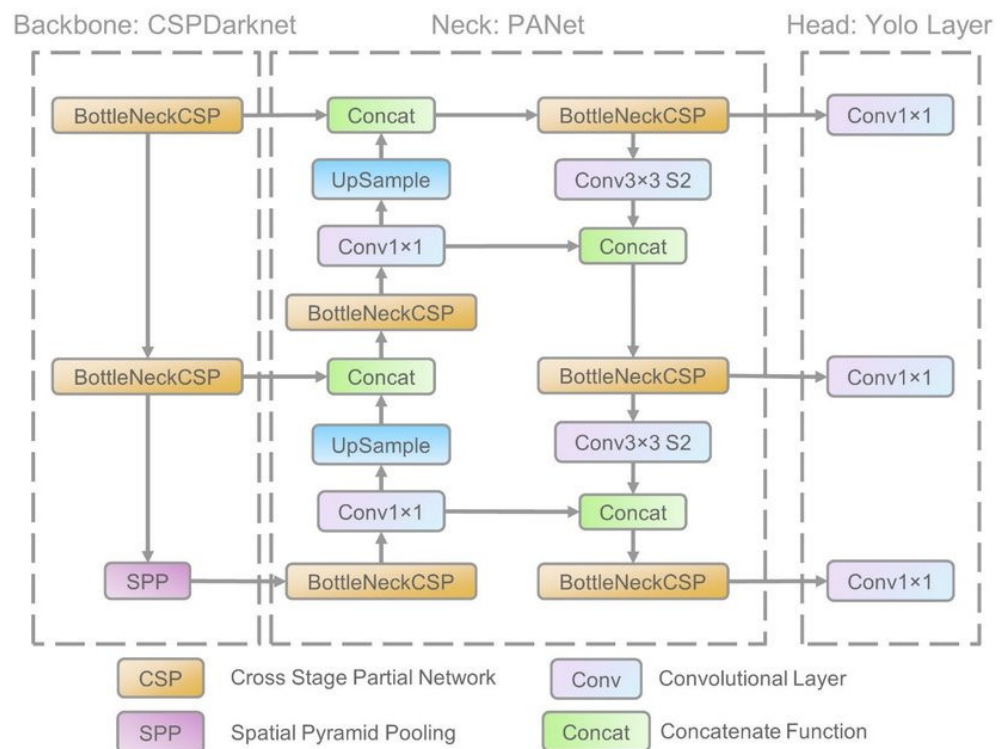 Backbone: CSPDarknet Neck: PANet Head: Yolo Layer
BottleNeckCSP Concat BottleNeckCSP Conv1×1
UpSample Conv3×3 S2
Conv1×1 Concat
BottleNeckCSP
BottleNeckCSP Concat BottleNeckCSP Conv1×1
UpSample Conv3×3 S2
Conv1×1 Concat
SPP BottleNeckCSP BottleNeckCSP Conv1×1
CSP Cross Stage Partial Network Conv Convolutional Layer
SPP Spatial Pyramid Pooling Concat Concatenate Function